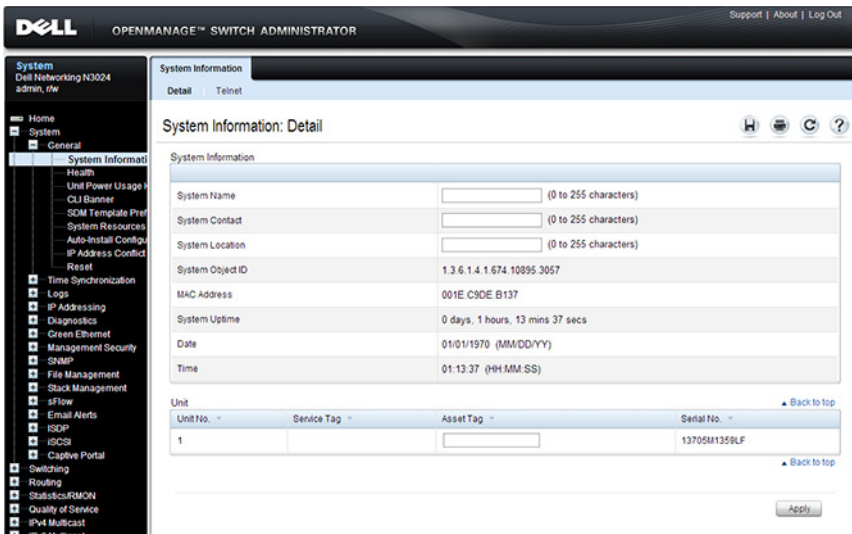 Support | About | Log Out
DELL
OPENMANAGE™ SWITCH ADMINISTRATOR
System
Dell Networking N3024
admin, r/w
Home
System
General
System Informati
Health
Unit Power Usage H
CLI Banner
SDM Template Pref
System Resources
Auto-Install Configu
IP Address Conflict
Reset
Time Synchronization
Logs
IP Addressing
Diagnostics
Green Ethernet
Management Security
SNMP
File Management
Stack Management
sFlow
Email Alerts
ISDP
iSCSI
Captive Portal
Switching
Routing
Statistics/RMON
Quality of Service
IPv4 Multicast
System Information
Detail Telnet
System Information: Detail
System Information
System Name (0 to 255 characters)
System Contact (0 to 255 characters)
System Location (0 to 255 characters)
System Object ID 1.3.6.1.4.1.674.10895.3057
MAC Address 001E.C9DE.B137
System Uptime 0 days, 1 hours, 13 mins 37 secs
Date 01/01/1970 (MM/DD/YY)
Time 01:13:37 (HH:MM:SS)
Unit Back to top
Unit No. Service Tag Asset Tag Serial No.
1 13705M1359LF
Back to top
Apply